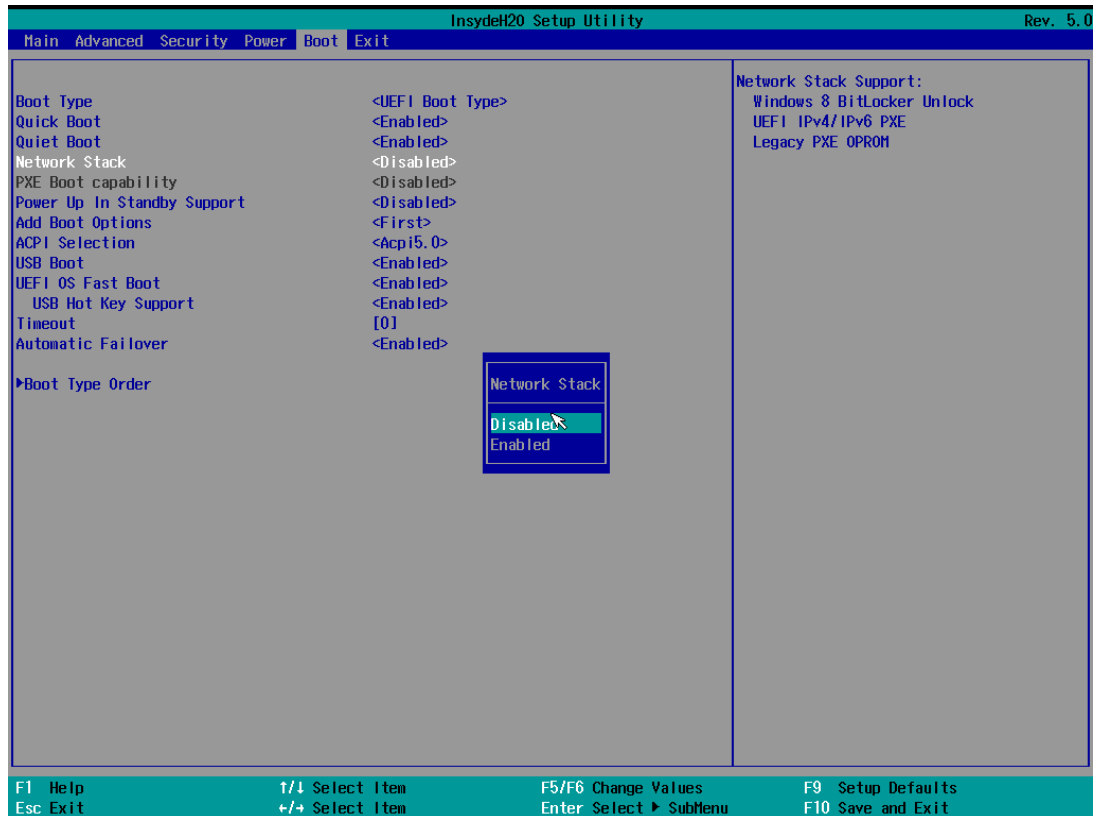 InsydeH20 Setup Utility Rev. 5.0
Main Advanced Security Power Boot Exit
Boot Type <UEFI Boot Type>
Quick Boot <Enabled>
Quiet Boot <Enabled>
Network Stack <Disabled>
PXE Boot capability <Disabled>
Power Up In Standby Support <Disabled>
Add Boot Options <First>
ACPI Selection <Acpi5.0>
USB Boot <Enabled>
UEFI OS Fast Boot <Enabled>
USB Hot Key Support <Enabled>
Timeout [0]
Automatic Failover <Enabled>
▶Boot Type Order
Network Stack
Disabled
Enabled
Network Stack Support:
Windows 8 BitLocker Unlock
UEFI IPv4/IPv6 PXE
Legacy PXE OPROM
F1 Help ↑/↓ Select Item F5/F6 Change Values F9 Setup Defaults
Esc Exit ←/→ Select Item Enter Select ▶ SubMenu F10 Save and Exit